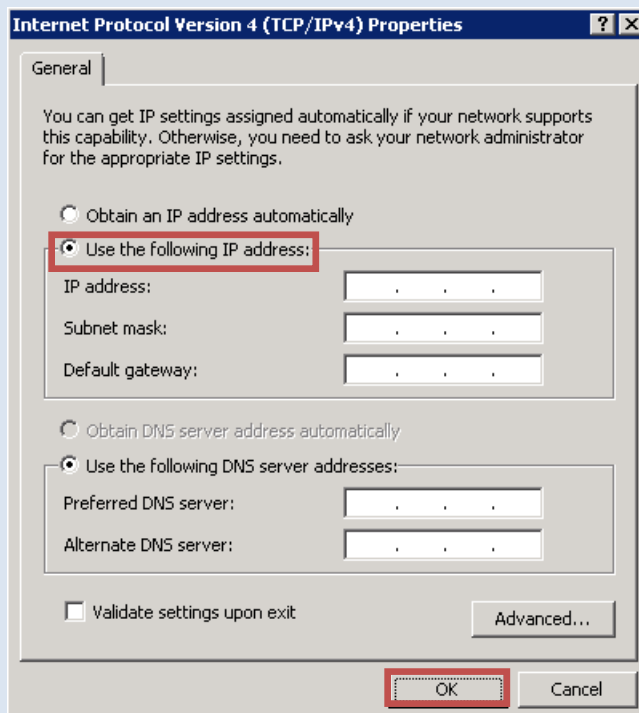 Internet Protocol Version 4 (TCP/IPv4) Properties
General
You can get IP settings assigned automatically if your network supports
this capability. Otherwise, you need to ask your network administrator
for the appropriate IP settings.
Obtain an IP address automatically
Use the following IP address:
IP address:
. . .
Subnet mask:
. . .
Default gateway:
. . .
Obtain DNS server address automatically
Use the following DNS server addresses:
Preferred DNS server:
. . .
Alternate DNS server:
. . .
Validate settings upon exit
Advanced...
OK
Cancel